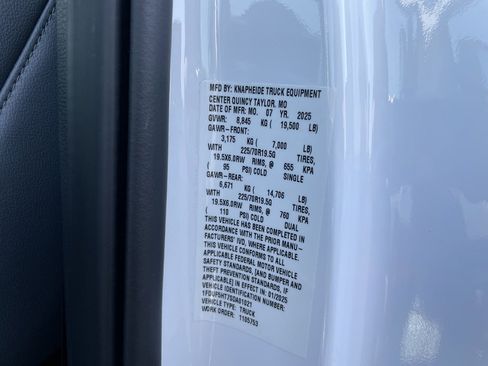 MFD BY: KNAPHEIDE TRUCK EQUIPMENT
CENTER QUINCY TAYLOR, MO
DATE OF MFR: MO. 07 YR. 2025
GVWR: 8,845 KG ( 19,500 LB)
GAWR-FRONT:
3,175 KG ( 7,000 LB)
WITH 225/70R19.5G TIRES,
19.5X6.0RW RIMS, @ 655 KPA
( 95 PSI) COLD SINGLE
GAWR-REAR:
6,671 KG ( 14,706 LB)
WITH 225/70R19.5G TIRES,
19.5X6.0RW RIMS, @ 760 KPA
( 110 PSI) COLD DUAL
THIS VEHICLE HAS BEEN COMPLETED IN
ACCORDANCE WITH THE PRIOR MANU-
FACTURERS' IVD, WHERE APPLICABLE.
THIS VEHICLE CONFORMS TO ALL
APPLICABLE FEDERAL MOTOR VEHICLE
SAFETY STANDARDS, [AND BUMPER AND
THEFT PREVENTION STANDARDS, IF
APPLICABLE] IN EFFECT IN: 01/2025
1FDUF5HT7SDA51021
VEHICLE TYPE: TRUCK
WORK ORDER: 1105753